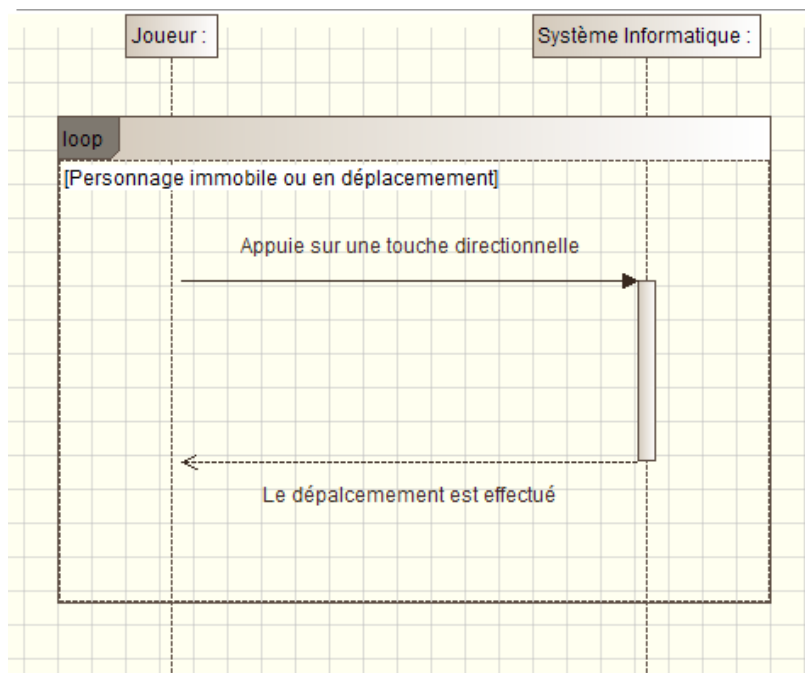 Joueur :
Système Informatique :
loop
[Personnage immobile ou en déplacemement]
Appuie sur une touche directionnelle
Le dépalcemement est effectué